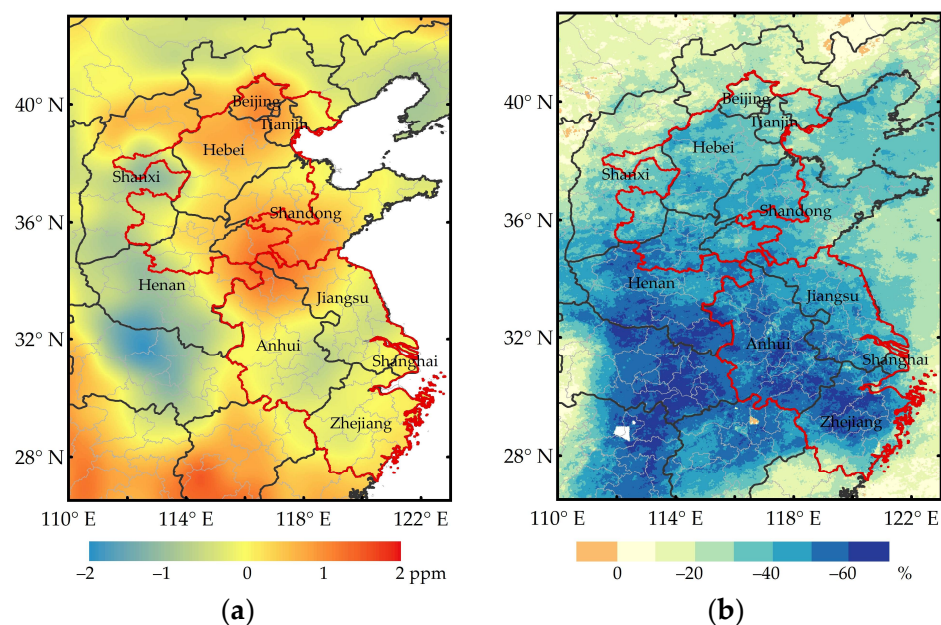 40° N
36° N
32° N
28° N
Beijing
Tianjin
Hebei
Shanxi
Shandong
Henan
Jiangsu
Anhui
Shanghai
Zhejiang
110° E 114° E 118° E 122° E
−2 −1 0 1 2 ppm
(a)
40° N
36° N
32° N
28° N
Beijing
Tianjin
Hebei
Shanxi
Shandong
Henan
Jiangsu
Anhui
Shanghai
Zhejiang
110° E 114° E 118° E 122° E
0 −20 −40 −60 %
(b)